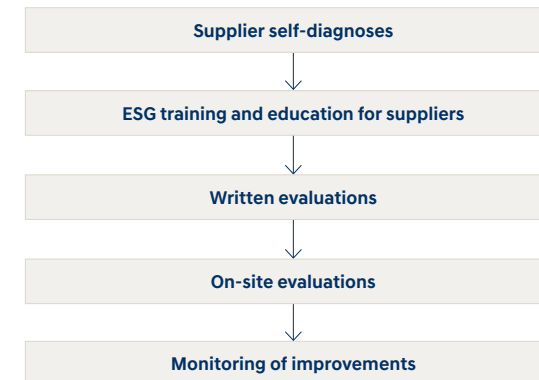 Supplier self-diagnoses
ESG training and education for suppliers
Written evaluations
On-site evaluations
Monitoring of improvements